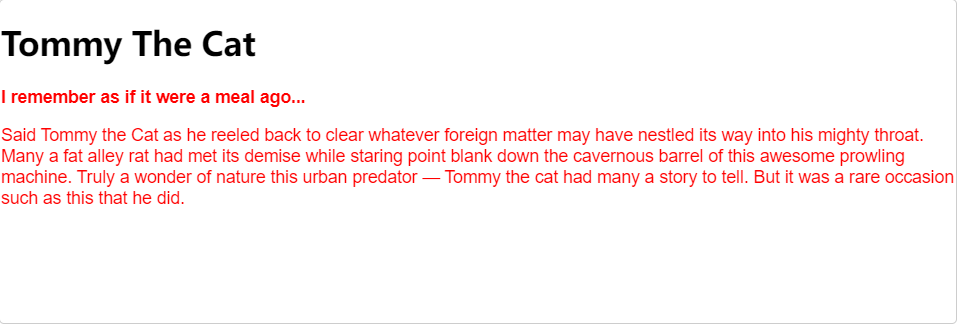 Tommy The Cat
I remember as if it were a meal ago...
Said Tommy the Cat as he reeled back to clear whatever foreign matter may have nestled its way into his mighty throat.
Many a fat alley rat had met its demise while staring point blank down the cavernous barrel of this awesome prowling
machine. Truly a wonder of nature this urban predator — Tommy the cat had many a story to tell. But it was a rare occasion
such as this that he did.